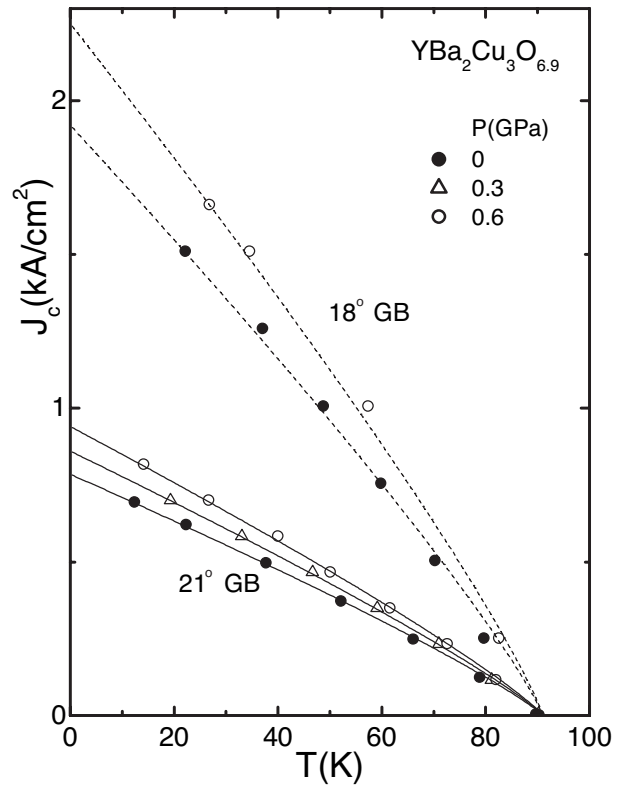 YBa₂Cu₃O₆.₉
P(GPa)
0
0.3
0.6
2
1
0
J_c(kA/cm²)
18° GB
21° GB
0 20 40 60 80 100
T(K)